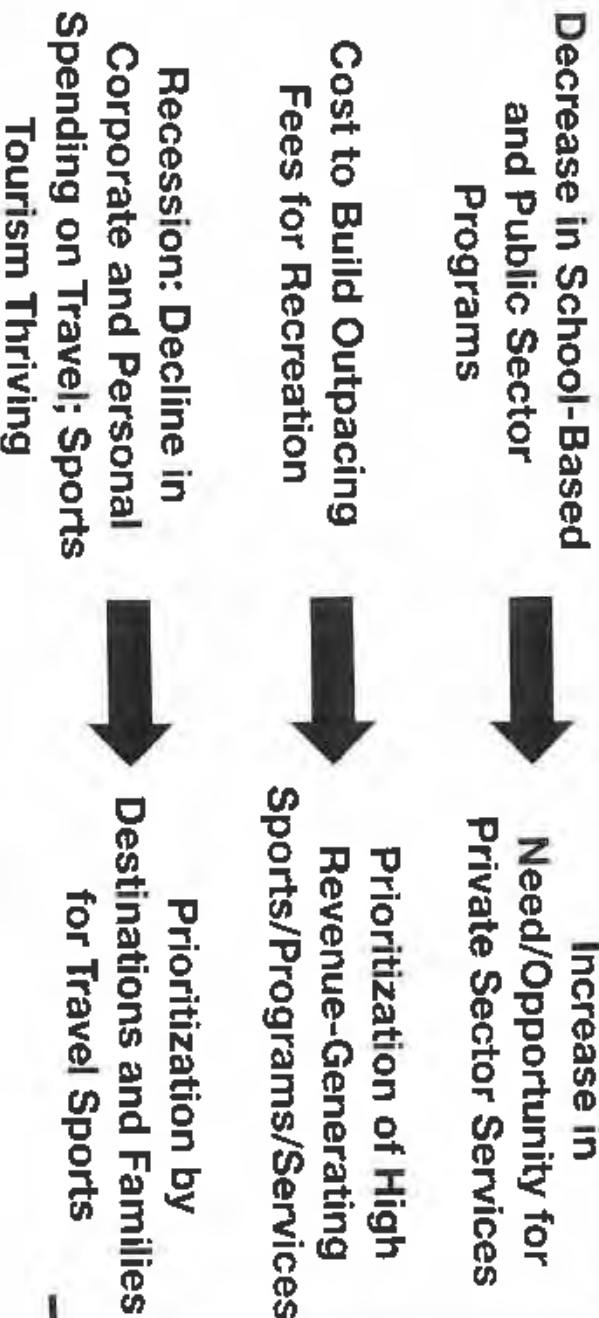 Decrease in School-Based
and Public Sector
Programs
Increase in
Need/Opportunity for
Private Sector Services
Cost to Build Outpacing
Fees for Recreation
Prioritization of High
Revenue-Generating
Sports/Programs/Services
Recession: Decline in
Corporate and Personal
Spending on Travel; Sports
Tourism Thriving
Prioritization by
Destinations and Families
for Travel Sports